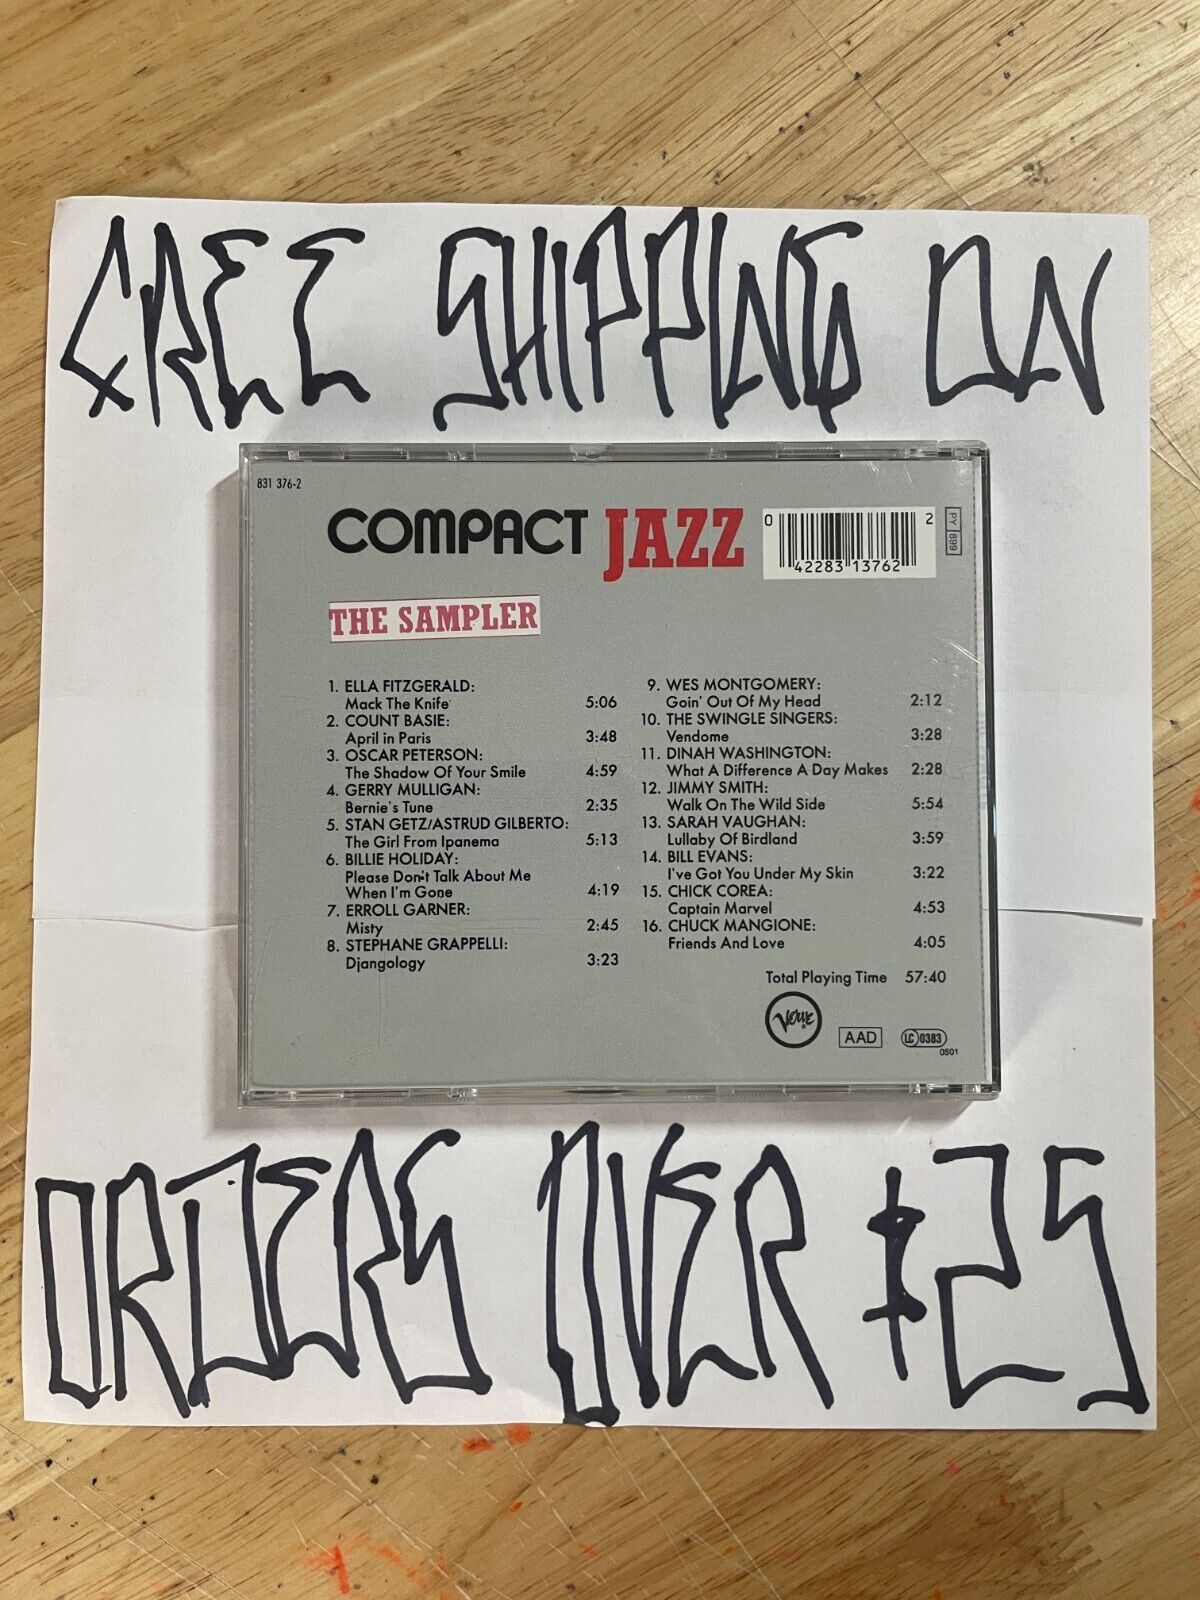 FREE SHIPPING ON
831 376-2
COMPACT JAZZ
0 42283 13762 2
PY 899
THE SAMPLER
1. ELLA FITZGERALD:
Mack The Knife 5:06
2. COUNT BASIE:
April in Paris 3:48
3. OSCAR PETERSON:
The Shadow Of Your Smile 4:59
4. GERRY MULLIGAN:
Bernie's Tune 2:35
5. STAN GETZ/ASTRUD GILBERTO:
The Girl From Ipanema 5:13
6. BILLIE HOLIDAY:
Please Don't Talk About Me
When I'm Gone 4:19
7. ERROLL GARNER:
Misty 2:45
8. STEPHANE GRAPPELLI:
Djangology 3:23
9. WES MONTGOMERY:
Goin' Out Of My Head 2:12
10. THE SWINGLE SINGERS:
Vendome 3:28
11. DINAH WASHINGTON:
What A Difference A Day Makes 2:28
12. JIMMY SMITH:
Walk On The Wild Side 5:54
13. SARAH VAUGHAN:
Lullaby Of Birdland 3:59
14. BILL EVANS:
I've Got You Under My Skin 3:22
15. CHICK COREA:
Captain Marvel 4:53
16. CHUCK MANGIONE:
Friends And Love 4:05
Total Playing Time 57:40
Verve
AAD
LC 0383
0501
ORDERS OVER $25